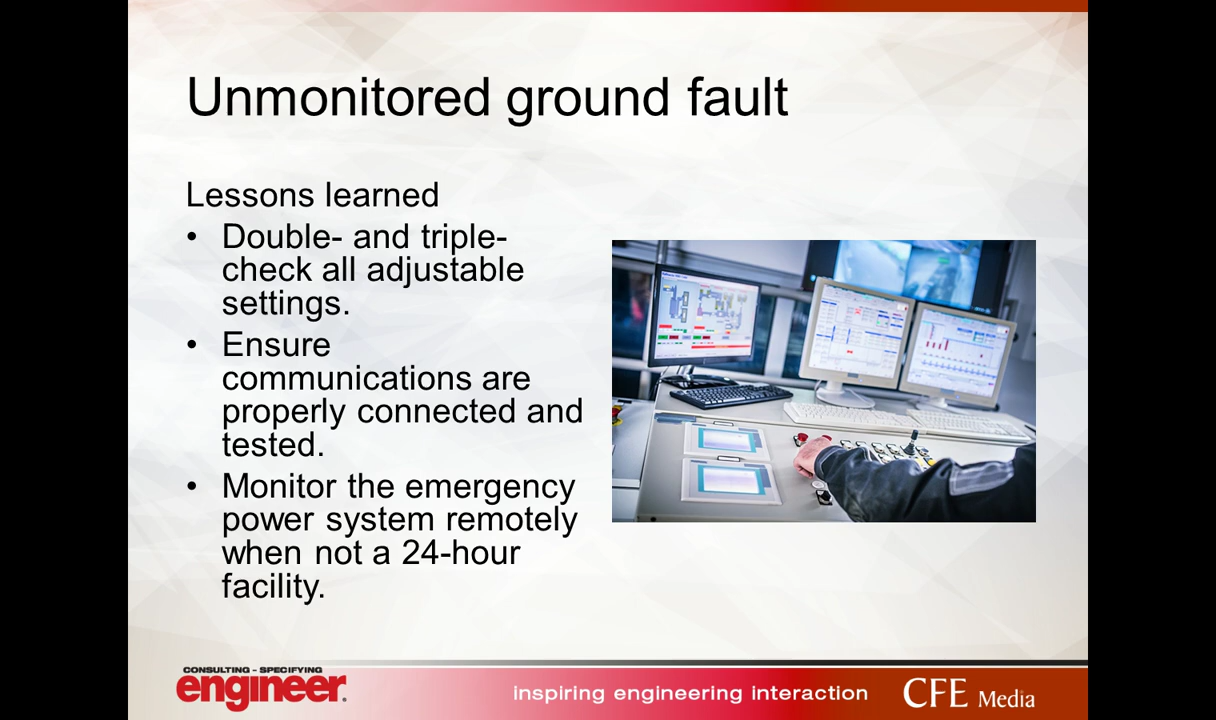 Unmonitored ground fault
Lessons learned
• Double- and triple-
check all adjustable
settings.
• Ensure
communications are
properly connected and
tested.
• Monitor the emergency
power system remotely
when not a 24-hour
facility.
CONSULTING - SPECIFYING
engineer.
inspiring engineering interaction
CFE Media